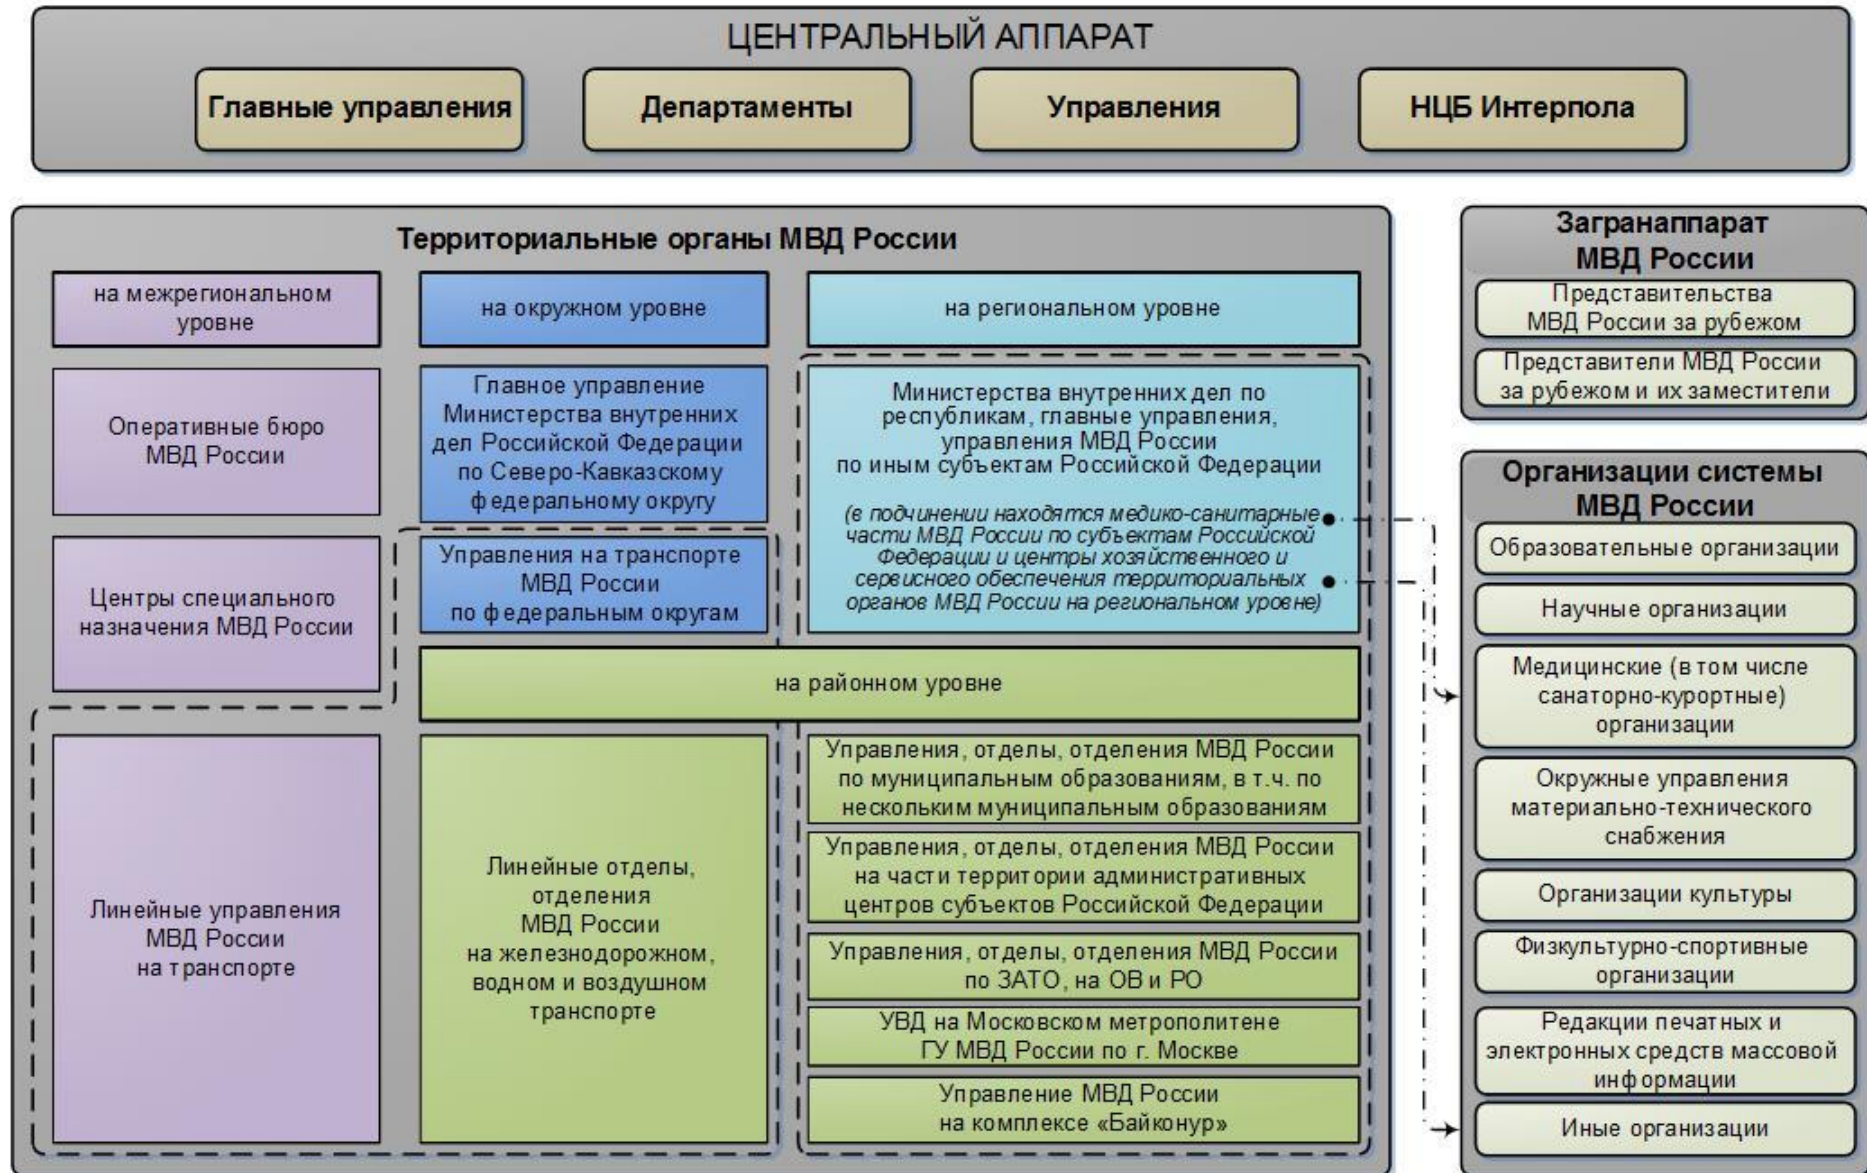 ЦЕНТРАЛЬНЫЙ АППАРАТ
Главные управления
Департаменты
Управления
НЦБ Интерпола
Территориальные органы МВД России
на межрегиональном
уровне
Оперативные бюро
МВД России
Центры специального
назначения МВД России
Линейные управления
МВД России
на транспорте
на окружном уровне
Главное управление
Министерства внутренних
дел Российской Федерации
по Северо-Кавказскому
федеральному округу
Управления на транспорте
МВД России
по федеральным округам
на региональном уровне
Министерства внутренних дел по
республикам, главные управления,
управления МВД России
по иным субъектам Российской Федерации
(в подчинении находятся медико-санитарные
части МВД России по субъектам Российской
Федерации и центры хозяйственного и
сервисного обеспечения территориальных
органов МВД России на региональном уровне)
на районном уровне
Линейные отделы,
отделения
МВД России
на железнодорожном,
водном и воздушном
транспорте
Управления, отделы, отделения МВД России
по муниципальным образованиям, в т.ч. по
нескольким муниципальным образованиям
Управления, отделы, отделения МВД России
на части территории административных
центров субъектов Российской Федерации
Управления, отделы, отделения МВД России
по ЗАТО, на ОВ и РО
УВД на Московском метрополитене
ГУ МВД России по г. Москве
Управление МВД России
на комплексе «Байконур»
Загранаппарат
МВД России
Представительства
МВД России за рубежом
Представители МВД России
за рубежом и их заместители
Организации системы
МВД России
Образовательные организации
Научные организации
Медицинские (в том числе
санаторно-курортные)
организации
Окружные управления
материально-технического
снабжения
Организации культуры
Физкультурно-спортивные
организации
Редакции печатных и
электронных средств массовой
информации
Иные организации